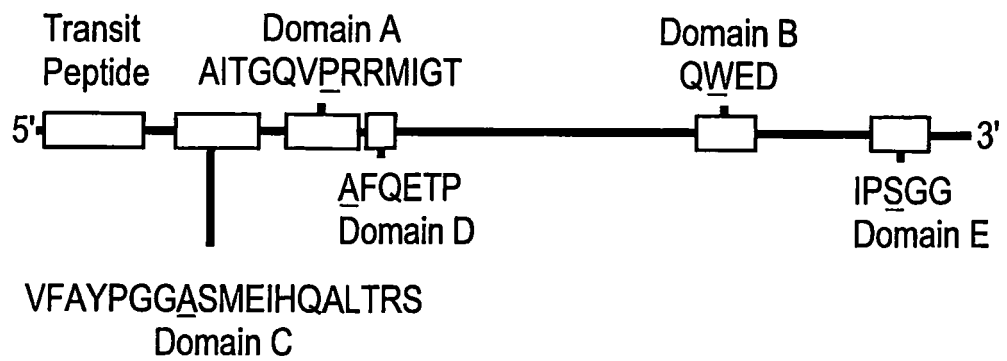 Transit
Peptide
Domain A
AITGQVPRRMIGT
Domain B
QWED
5'
3'
AFQETP
Domain D
IPSGG
Domain E
VFAYPGGASMEIHQALTRS
Domain C